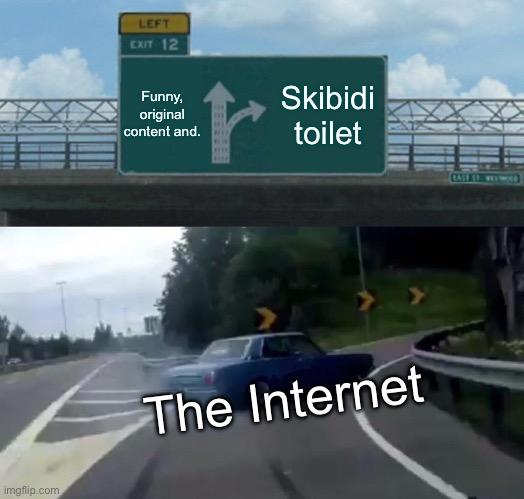 LEFT
EXIT 12
Funny,
original
content and.
Skibidi
toilet
The Internet
imgflip.com